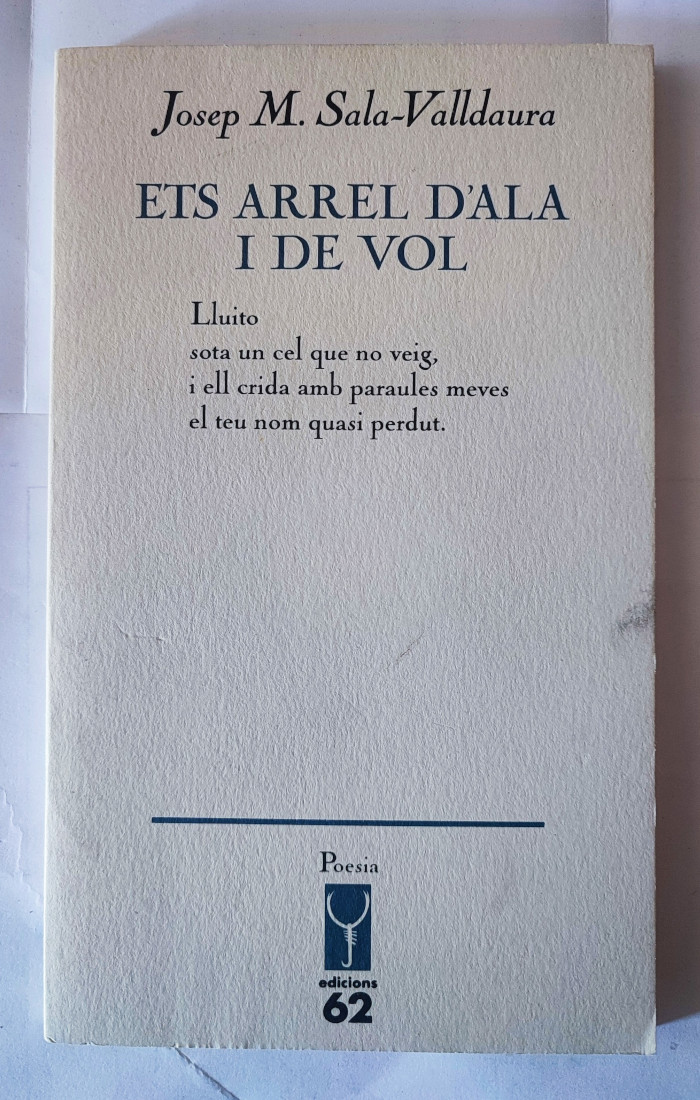 Josep M. Sala-Valldaura
ETS ARREL D'ALA
I DE VOL
Lluito
sota un cel que no veig,
i ell crida amb paraules meves
el teu nom quasi perdut.
Poesia
edicions
62